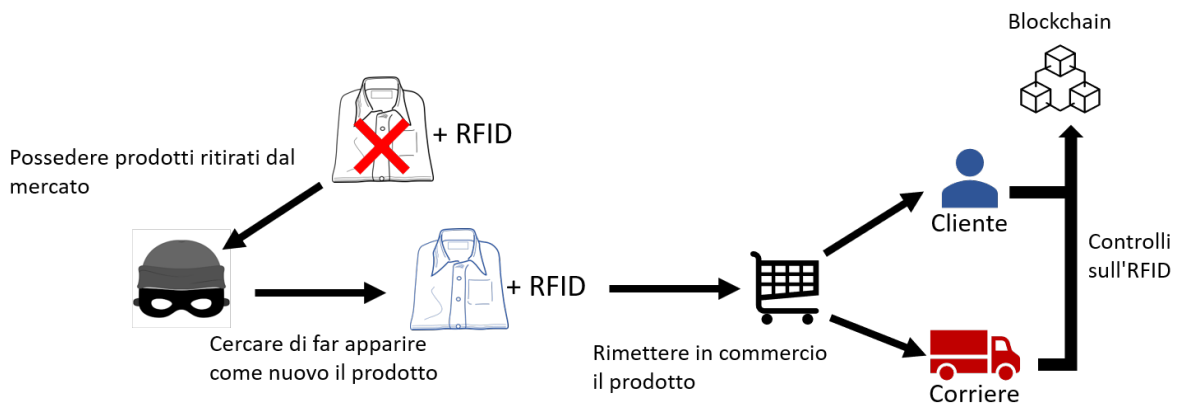 Blockchain
+ RFID
Possedere prodotti ritirati dal
mercato
Cliente
Controlli
sull'RFID
+ RFID
Cercare di far apparire
come nuovo il prodotto
Rimettere in commercio
il prodotto
Corriere